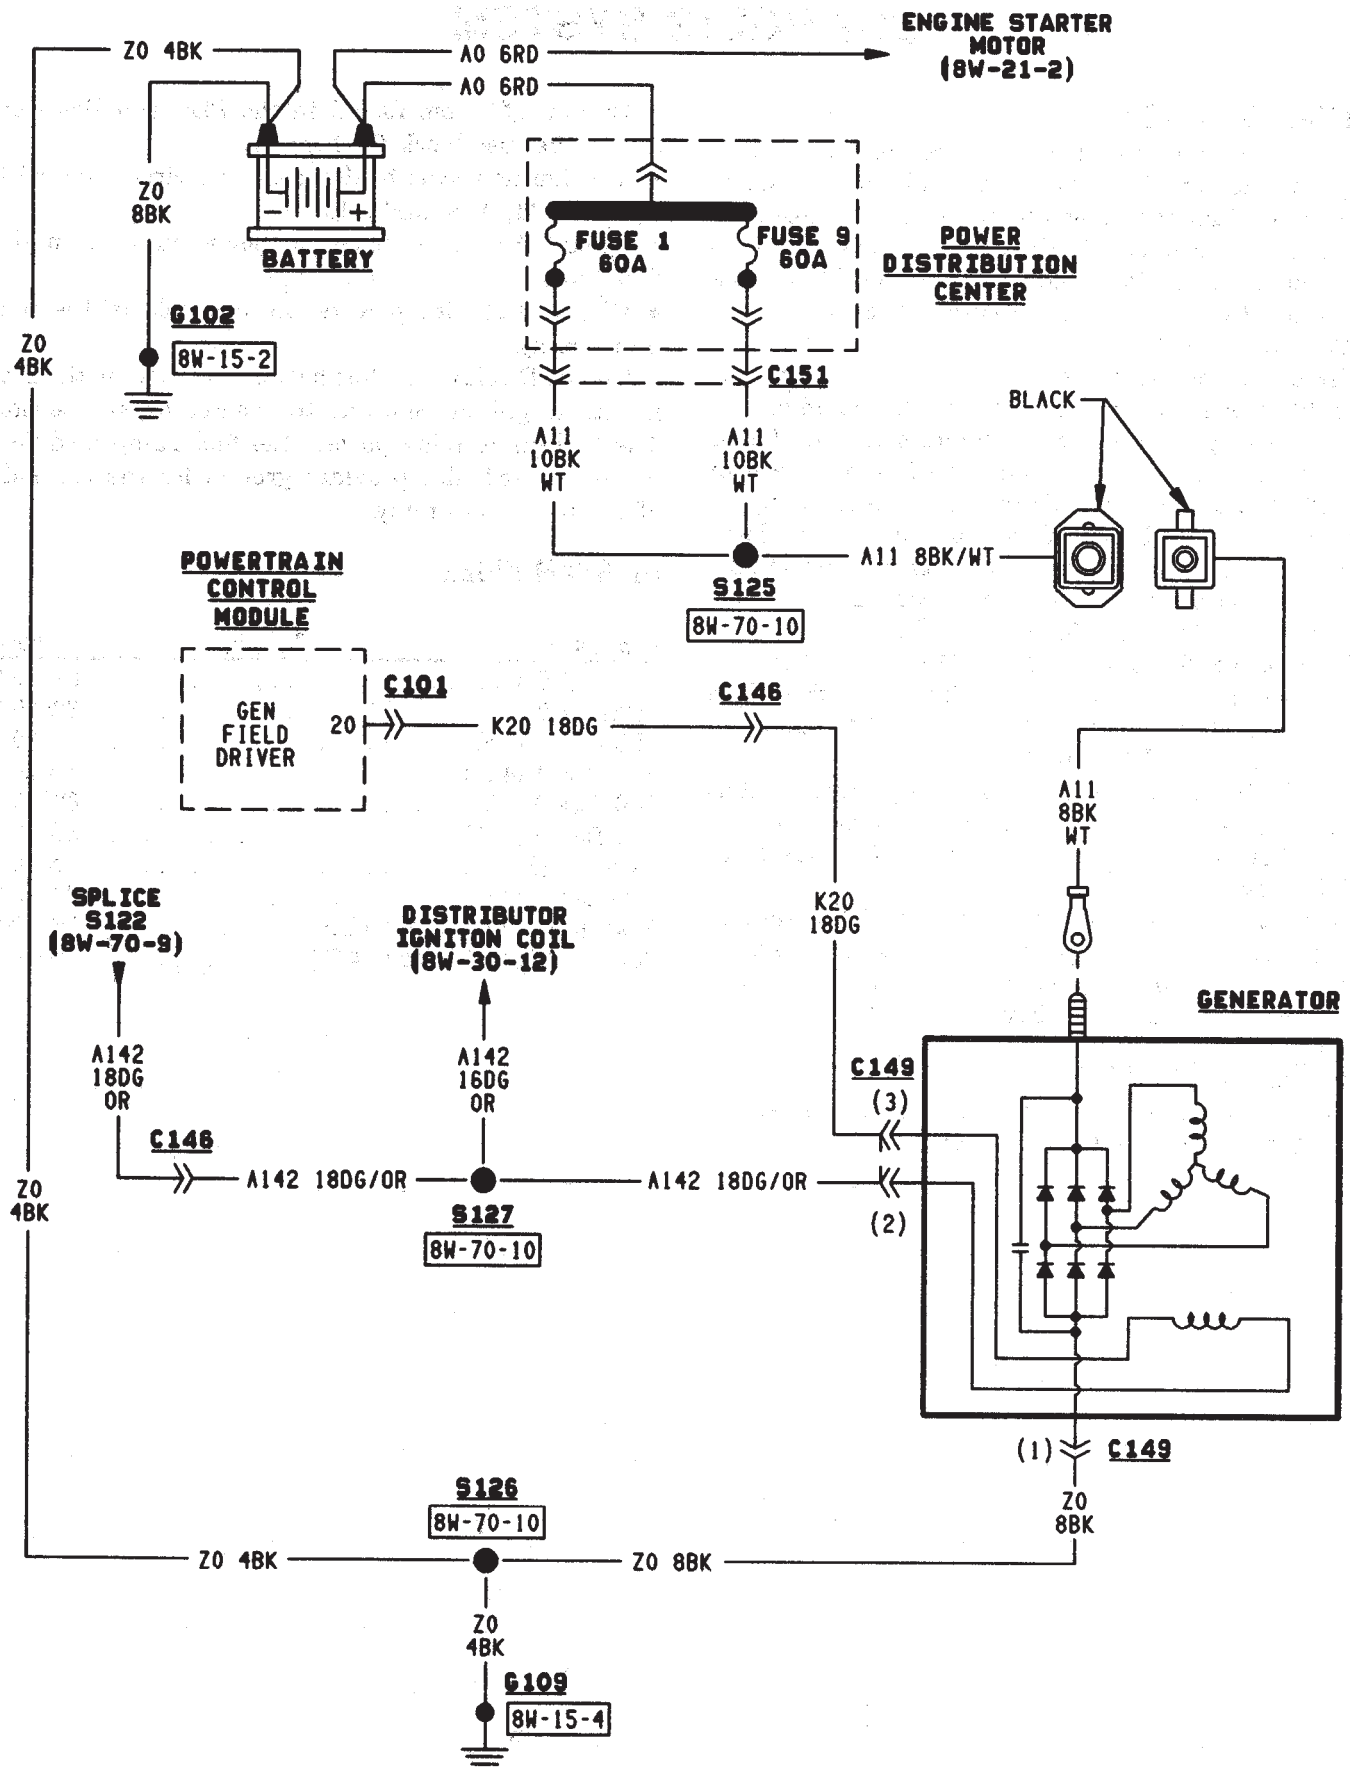 ENGINE STARTER
MOTOR
(8W-21-2)
Z0 4BK
A0 6RD
A0 6RD
Z0
8BK
BATTERY
FUSE 1
60A
FUSE 9
60A
POWER
DISTRIBUTION
CENTER
G102
8W-15-2
Z0
4BK
C151
BLACK
A11
10BK
WT
A11
10BK
WT
A11 8BK/WT
S125
8W-70-10
POWERTRAIN
CONTROL
MODULE
GEN
FIELD
DRIVER
20
C101
K20 18DG
C146
A11
8BK
WT
K20
18DG
SPLICE
S122
(8W-70-9)
DISTRIBUTOR
IGNITON COIL
(8W-30-12)
GENERATOR
A142
18DG
OR
A142
16DG
OR
C149
(3)
C146
A142 18DG/OR
A142 18DG/OR
(2)
S127
8W-70-10
Z0
4BK
(1)
C149
Z0
8BK
S126
8W-70-10
Z0 4BK
Z0 8BK
Z0
4BK
G109
8W-15-4